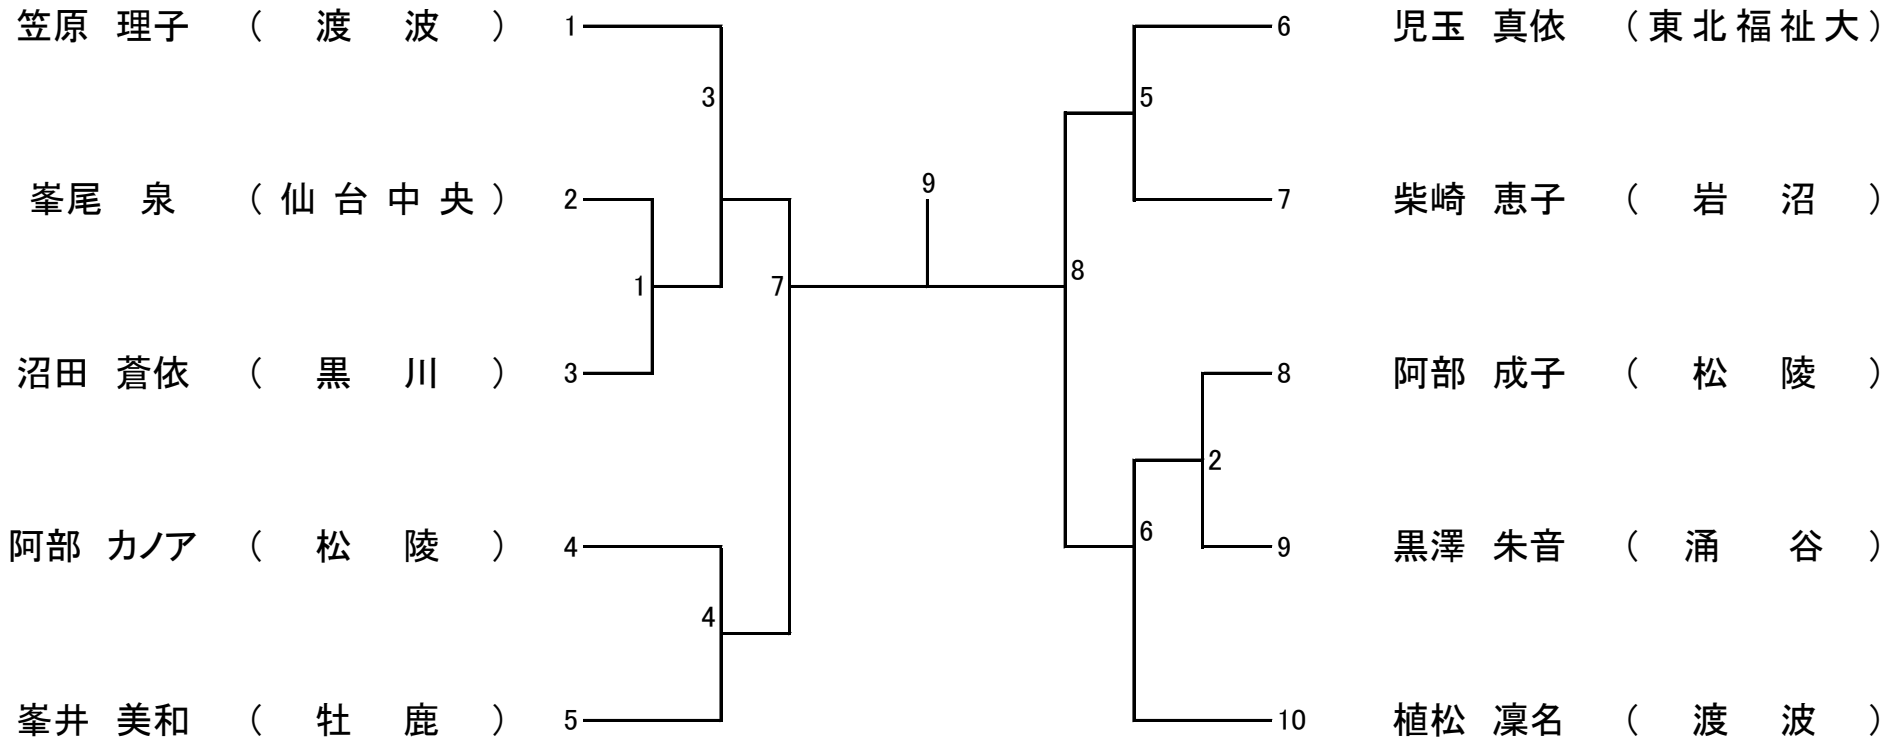 笠原 理子 （ 渡 波 ） 1
3
峯尾 泉 （ 仙 台 中 央 ） 2
1
沼田 蒼依 （ 黒 川 ） 3
7
阿部 カノア （ 松 陵 ） 4
4
峯井 美和 （ 牡 鹿 ） 5
9
6 児玉 真依 （ 東 北 福 祉 大 ）
5
7 柴崎 恵子 （ 岩 沼 ）
8
8 阿部 成子 （ 松 陵 ）
2
9 黒澤 朱音 （ 涌 谷 ）
6
10 植松 凜名 （ 渡 波 ）